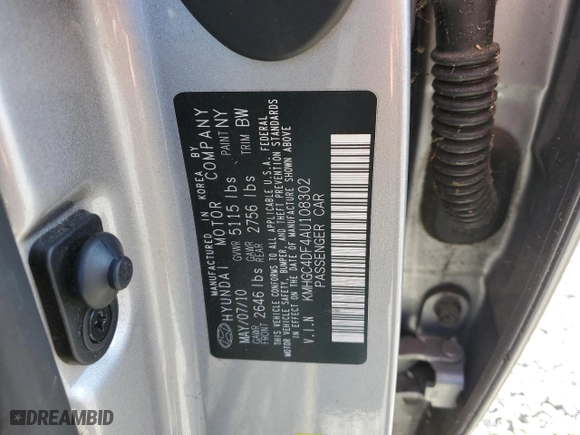 MANUFACTURED IN KOREA BY
HYUNDAI MOTOR COMPANY
MAY/07/10 GVWR 5115 lbs PAINT NY
GAWR FRONT 2646 lbs GAWR REAR 2756 lbs TRIM BW
THIS VEHICLE CONFORMS TO ALL APPLICABLE U.S.A. FEDERAL
MOTOR VEHICLE SAFETY, BUMPER, AND THEFT PREVENTION STANDARDS
IN EFFECT ON THE DATE OF MANUFACTURE SHOWN ABOVE
V.I.N KMHGC4DF4AU108302
PASSENGER CAR
DREAMBID